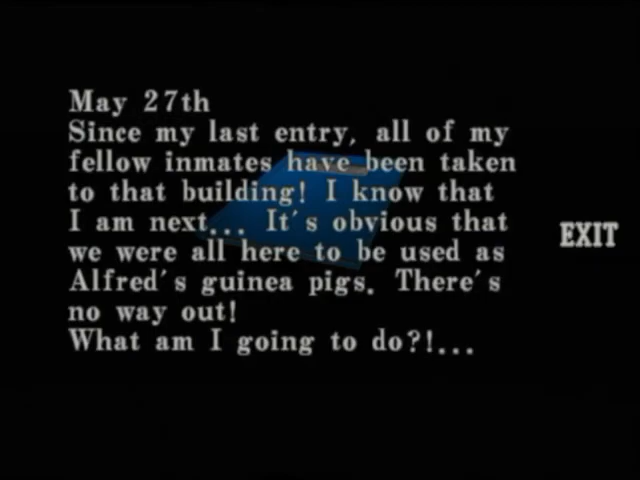 May 27th
Since my last entry, all of my
fellow inmates have been taken
to that building! I know that
I am next... It's obvious that
we were all here to be used as
Alfred's guinea pigs. There's
no way out!
What am I going to do?!...
EXIT